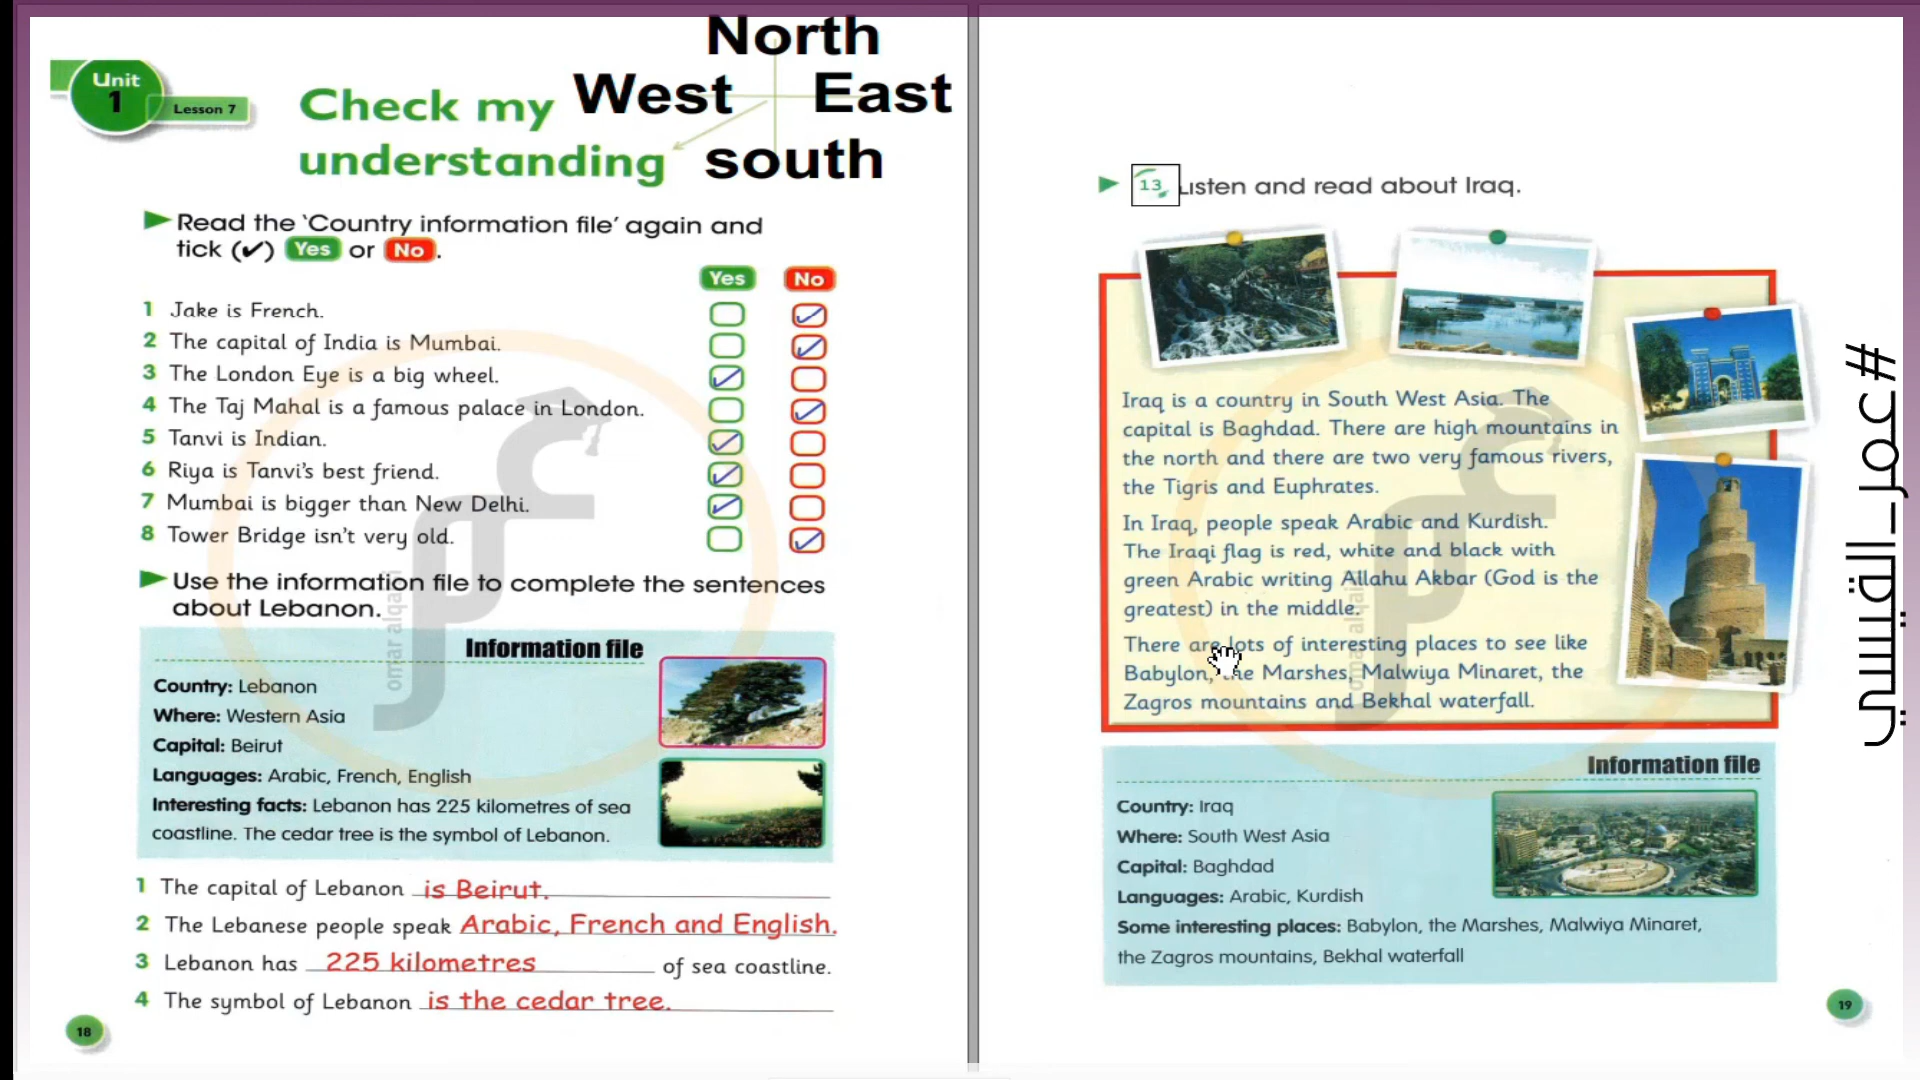 North
West East
south
Unit
1
Lesson 7
Check my
understanding
Read the ‘Country information file’ again and
tick (✔) Yes or No.
Yes No
1 Jake is French.
2 The capital of India is Mumbai.
3 The London Eye is a big wheel.
4 The Taj Mahal is a famous palace in London.
5 Tanvi is Indian.
6 Riya is Tanvi’s best friend.
7 Mumbai is bigger than New Delhi.
8 Tower Bridge isn’t very old.
Use the information file to complete the sentences
about Lebanon.
Information file
Country: Lebanon
Where: Western Asia
Capital: Beirut
Languages: Arabic, French, English
Interesting facts: Lebanon has 225 kilometres of sea
coastline. The cedar tree is the symbol of Lebanon.
1 The capital of Lebanon is Beirut.
2 The Lebanese people speak Arabic, French and English.
3 Lebanon has 225 kilometres of sea coastline.
4 The symbol of Lebanon is the cedar tree.
18
omar alqaisi
13 Listen and read about Iraq.
Iraq is a country in South West Asia. The
capital is Baghdad. There are high mountains in
the north and there are two very famous rivers,
the Tigris and Euphrates.
In Iraq, people speak Arabic and Kurdish.
The Iraqi flag is red, white and black with
green Arabic writing Allahu Akbar (God is the
greatest) in the middle.
There are lots of interesting places to see like
Babylon, the Marshes, Malwiya Minaret, the
Zagros mountains and Bekhal waterfall.
Information file
Country: Iraq
Where: South West Asia
Capital: Baghdad
Languages: Arabic, Kurdish
Some interesting places: Babylon, the Marshes, Malwiya Minaret,
the Zagros mountains, Bekhal waterfall
19
omar alqaisi
#عمر_القيسي